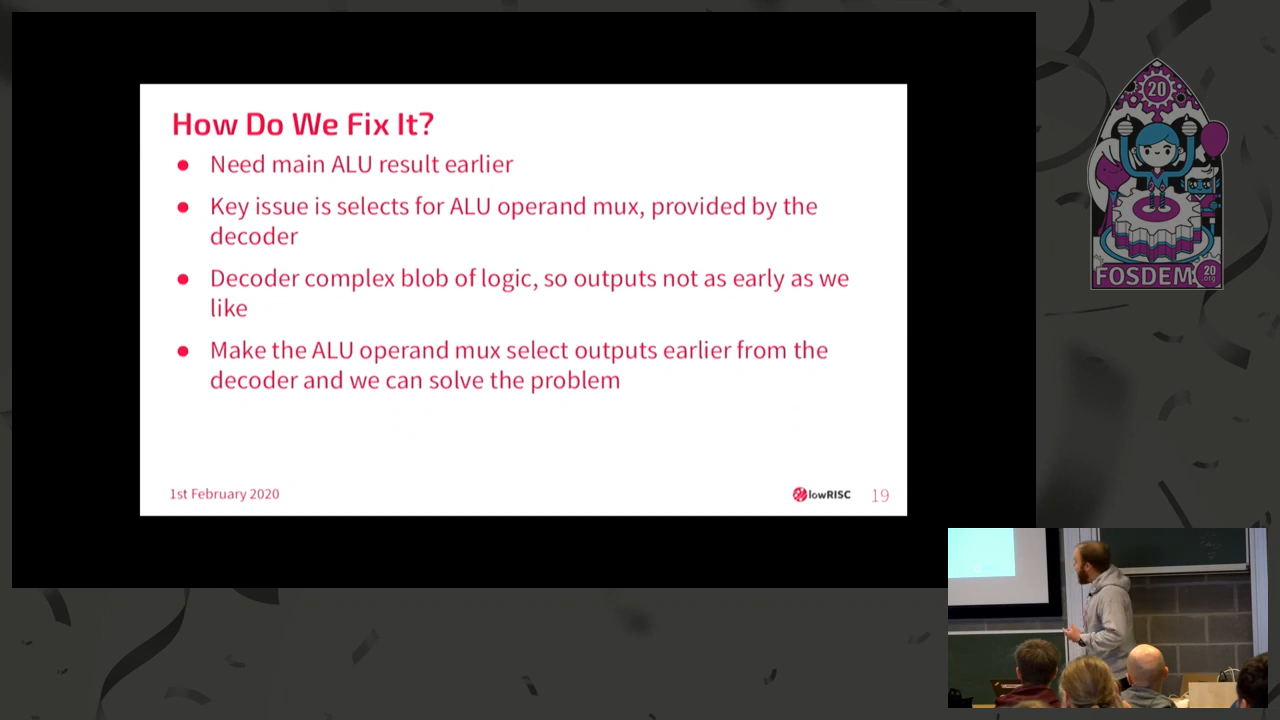 How Do We Fix It?
● Need main ALU result earlier
● Key issue is selects for ALU operand mux, provided by the
decoder
● Decoder complex blob of logic, so outputs not as early as we
like
● Make the ALU operand mux select outputs earlier from the
decoder and we can solve the problem
1st February 2020
lowRISC
19
20
FOSDEM
20
.org